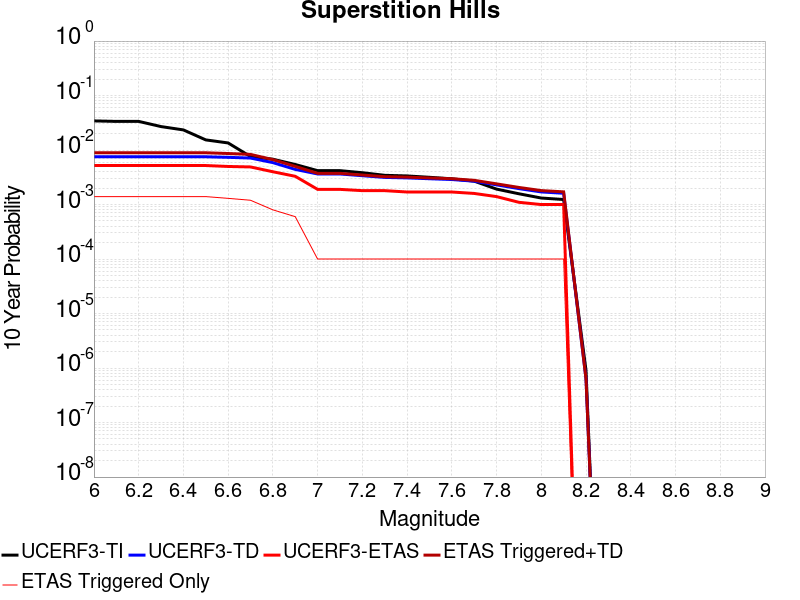 Superstition Hills
10 0
10 -1
10 -2
10 -3
10 -4
10 -5
10 -6
10 -7
10 -8
10 Year Probability
6 6.2 6.4 6.6 6.8 7 7.2 7.4 7.6 7.8 8 8.2 8.4 8.6 8.8 9
Magnitude
UCERF3-TI UCERF3-TD UCERF3-ETAS ETAS Triggered+TD
ETAS Triggered Only